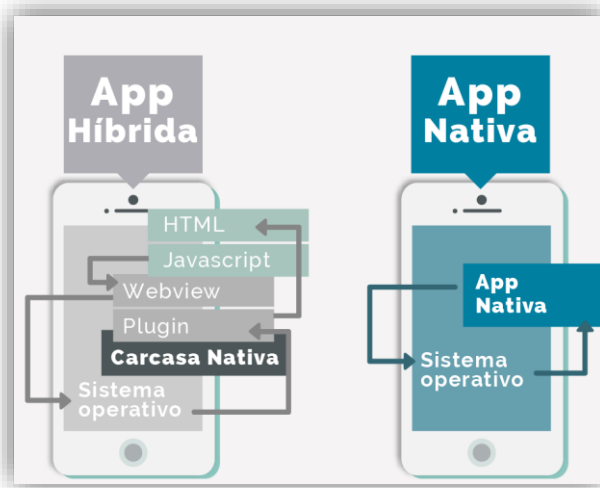 App
Híbrida
HTML
Javascript
Webview
Plugin
Carcasa Nativa
Sistema
operativo
App
Nativa
App
Nativa
Sistema
operativo